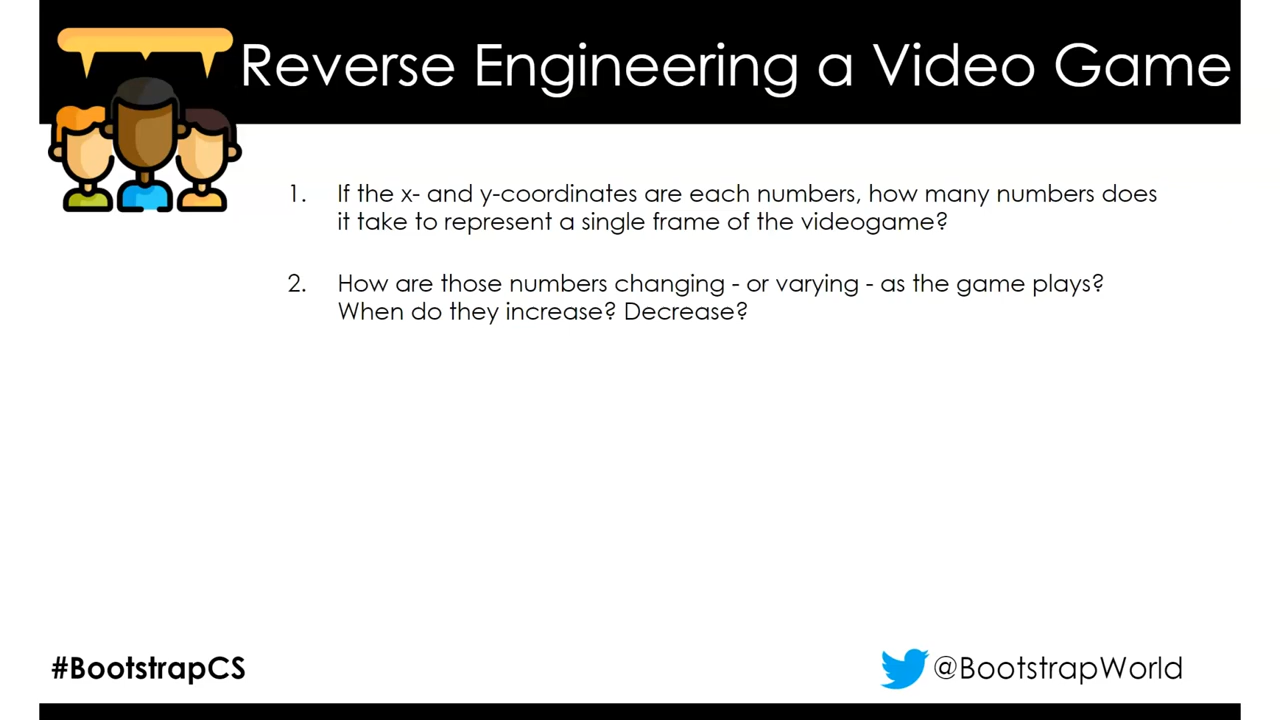 Reverse Engineering a Video Game
1. If the x- and y-coordinates are each numbers, how many numbers does
it take to represent a single frame of the videogame?
2. How are those numbers changing - or varying - as the game plays?
When do they increase? Decrease?
#BootstrapCS
@BootstrapWorld